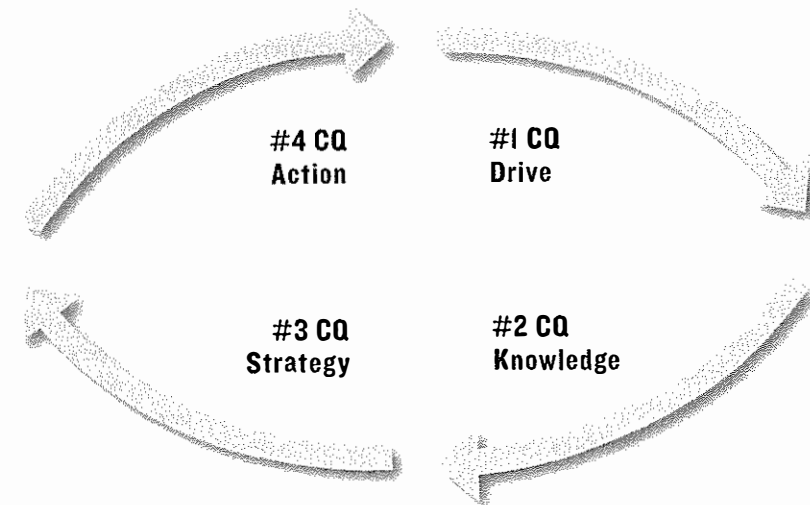 #4 CQ
Action
#1 CQ
Drive
#3 CQ
Strategy
#2 CQ
Knowledge